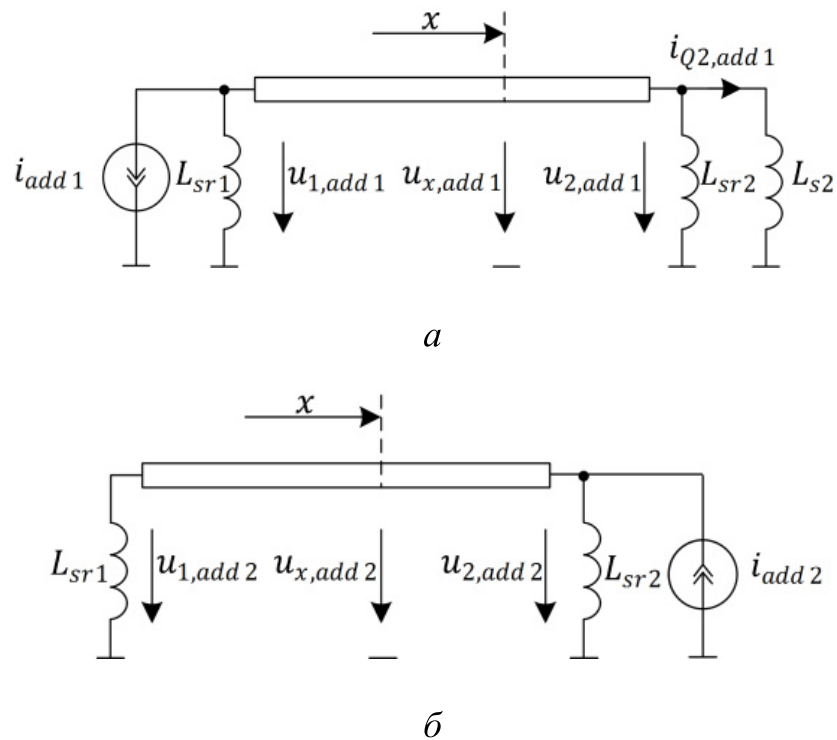 x
i_{Q2,add 1}
i_{add 1} L_{sr1} u_{1,add 1} u_{x,add 1} u_{2,add 1} L_{sr2} L_{s2}
а
x
L_{sr1} u_{1,add 2} u_{x,add 2} u_{2,add 2} L_{sr2} i_{add 2}
б